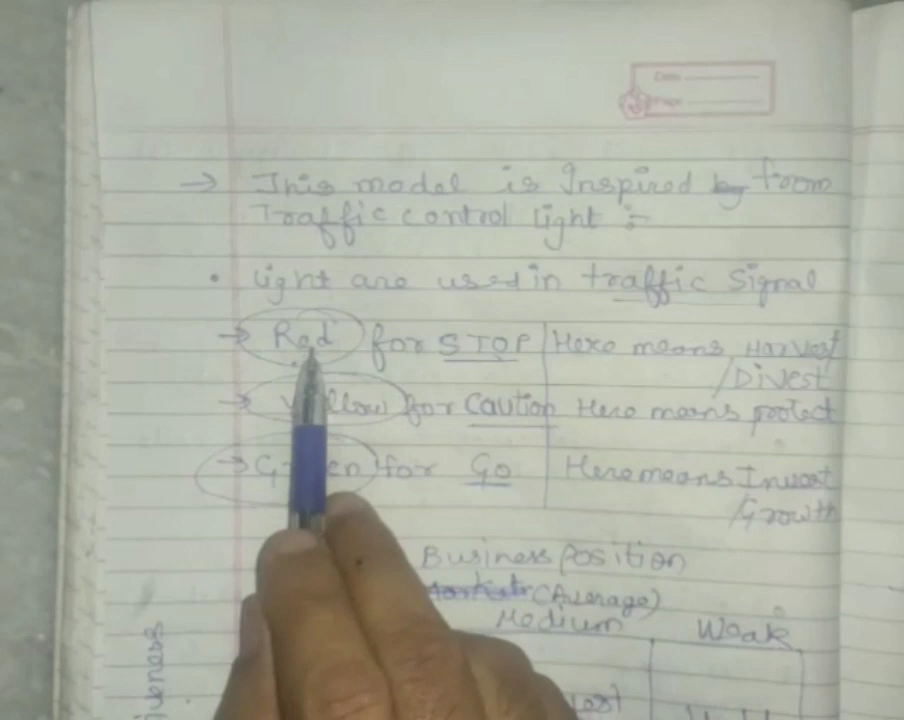 Date
Page
→ This model is Inspired by from
Traffic control light :-
• light are used in traffic Signal
→ Red for STOP | Here means Harvest
/Divest
→ Yellow for Caution Here means protect
→ Green for Go | Here means Invest
/Growth
Business position
(Average)
Medium Weak